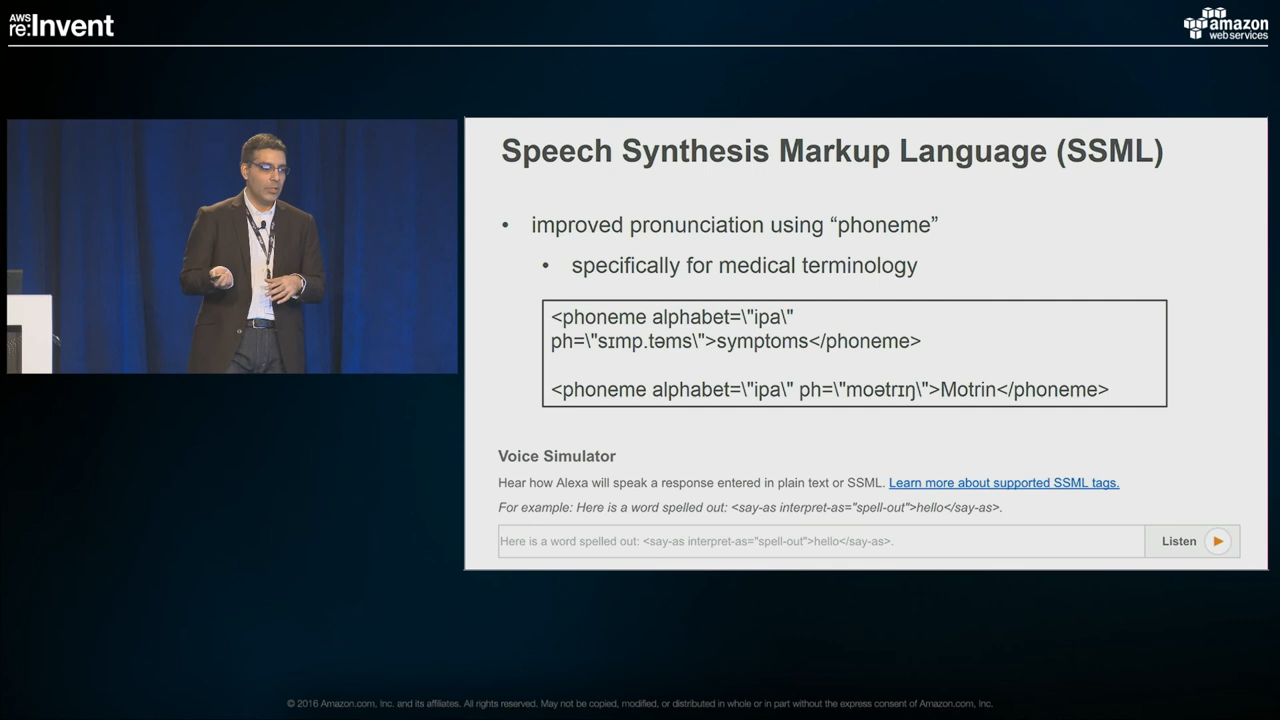 AWS
re:Invent
amazon
web services
Speech Synthesis Markup Language (SSML)
• improved pronunciation using “phoneme”
• specifically for medical terminology
<phoneme alphabet=\"ipa\"
ph=\"sɪmp.təms\">symptoms</phoneme>
<phoneme alphabet=\"ipa\" ph=\"moətrɪŋ\">Motrin</phoneme>
Voice Simulator
Hear how Alexa will speak a response entered in plain text or SSML. Learn more about supported SSML tags.
For example: Here is a word spelled out: <say-as interpret-as="spell-out">hello</say-as>.
Here is a word spelled out: <say-as interpret-as="spell-out">hello</say-as>.
Listen
© 2016 Amazon.com, Inc. and its affiliates. All rights reserved. May not be copied, modified, or distributed in whole or in part without the express consent of Amazon.com, Inc.